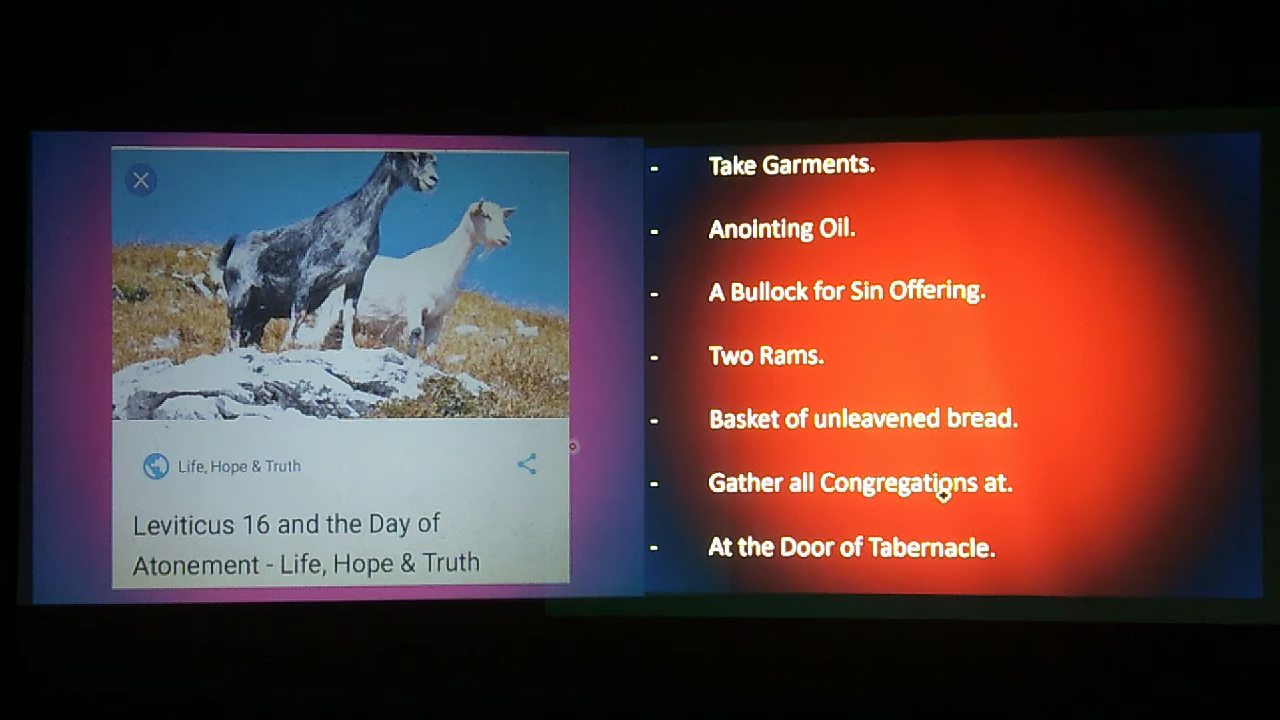 Life, Hope & Truth
Leviticus 16 and the Day of
Atonement - Life, Hope & Truth
- Take Garments.
- Anointing Oil.
- A Bullock for Sin Offering.
- Two Rams.
- Basket of unleavened bread.
- Gather all Congregations at.
- At the Door of Tabernacle.